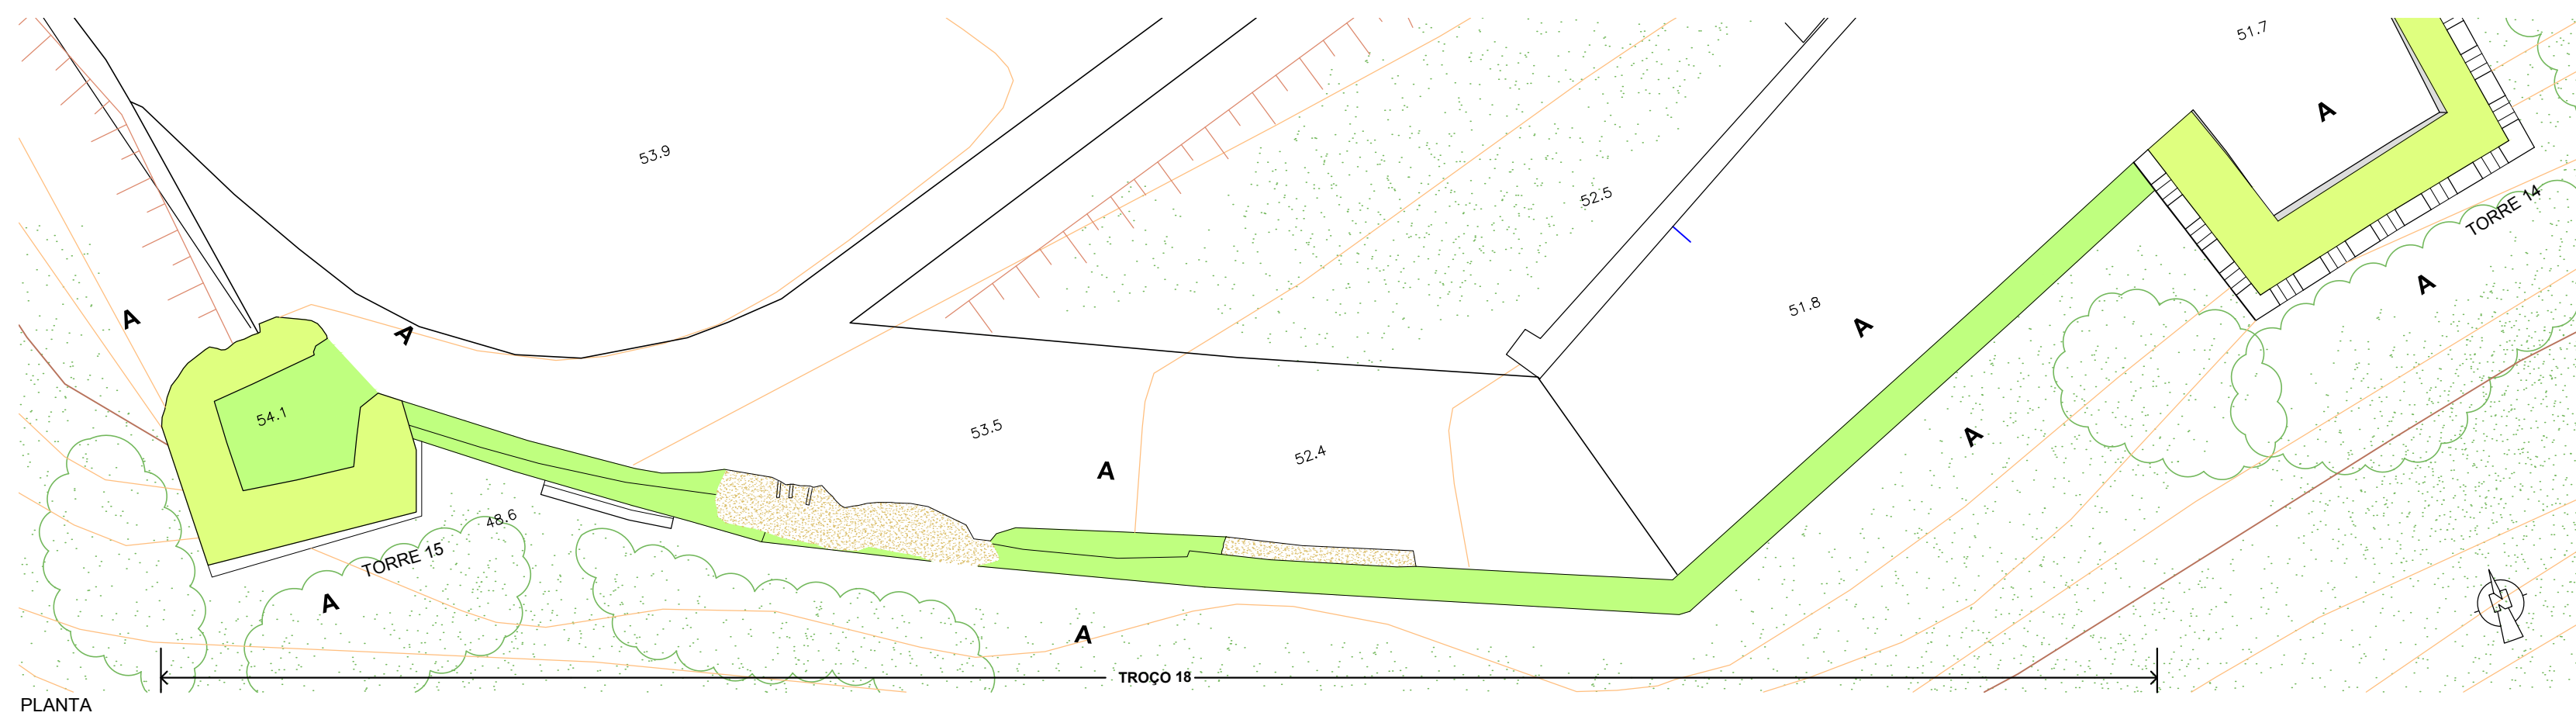 51.7
A
53.9
52.5
TORRE 14
A
51.8
A
A
A
54.1
53.5
A
A
52.4
48.6
TORRE 15
A
A
N
TROÇO 18
PLANTA